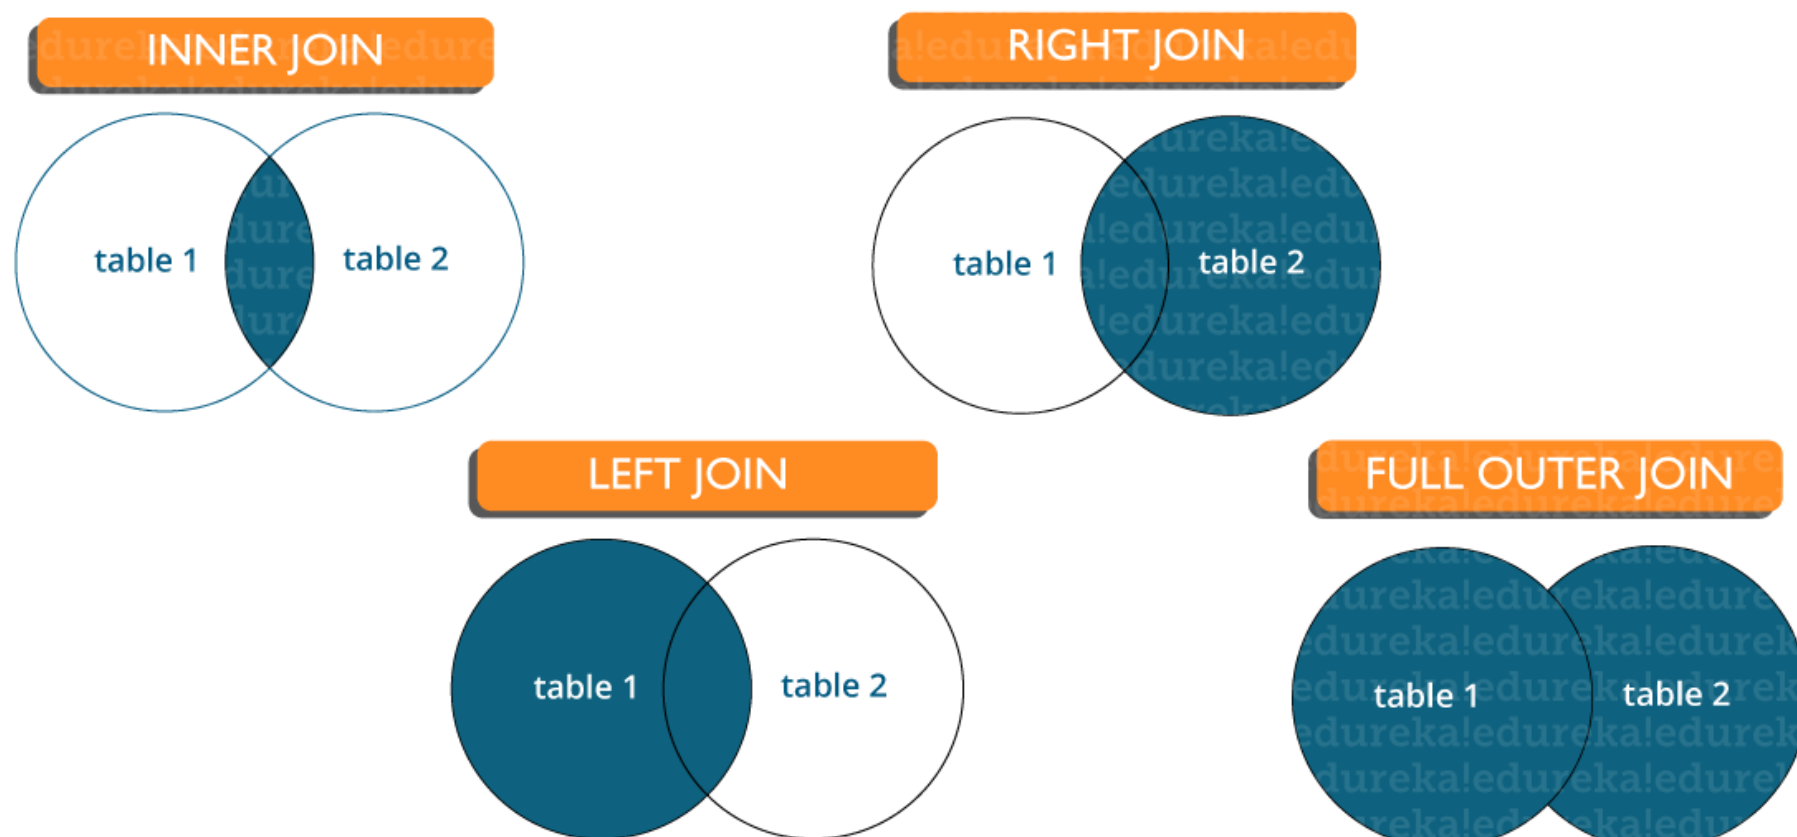 INNER JOIN
RIGHT JOIN
table 1
table 2
table 1
table 2
LEFT JOIN
FULL OUTER JOIN
table 1
table 2
table 1
table 2